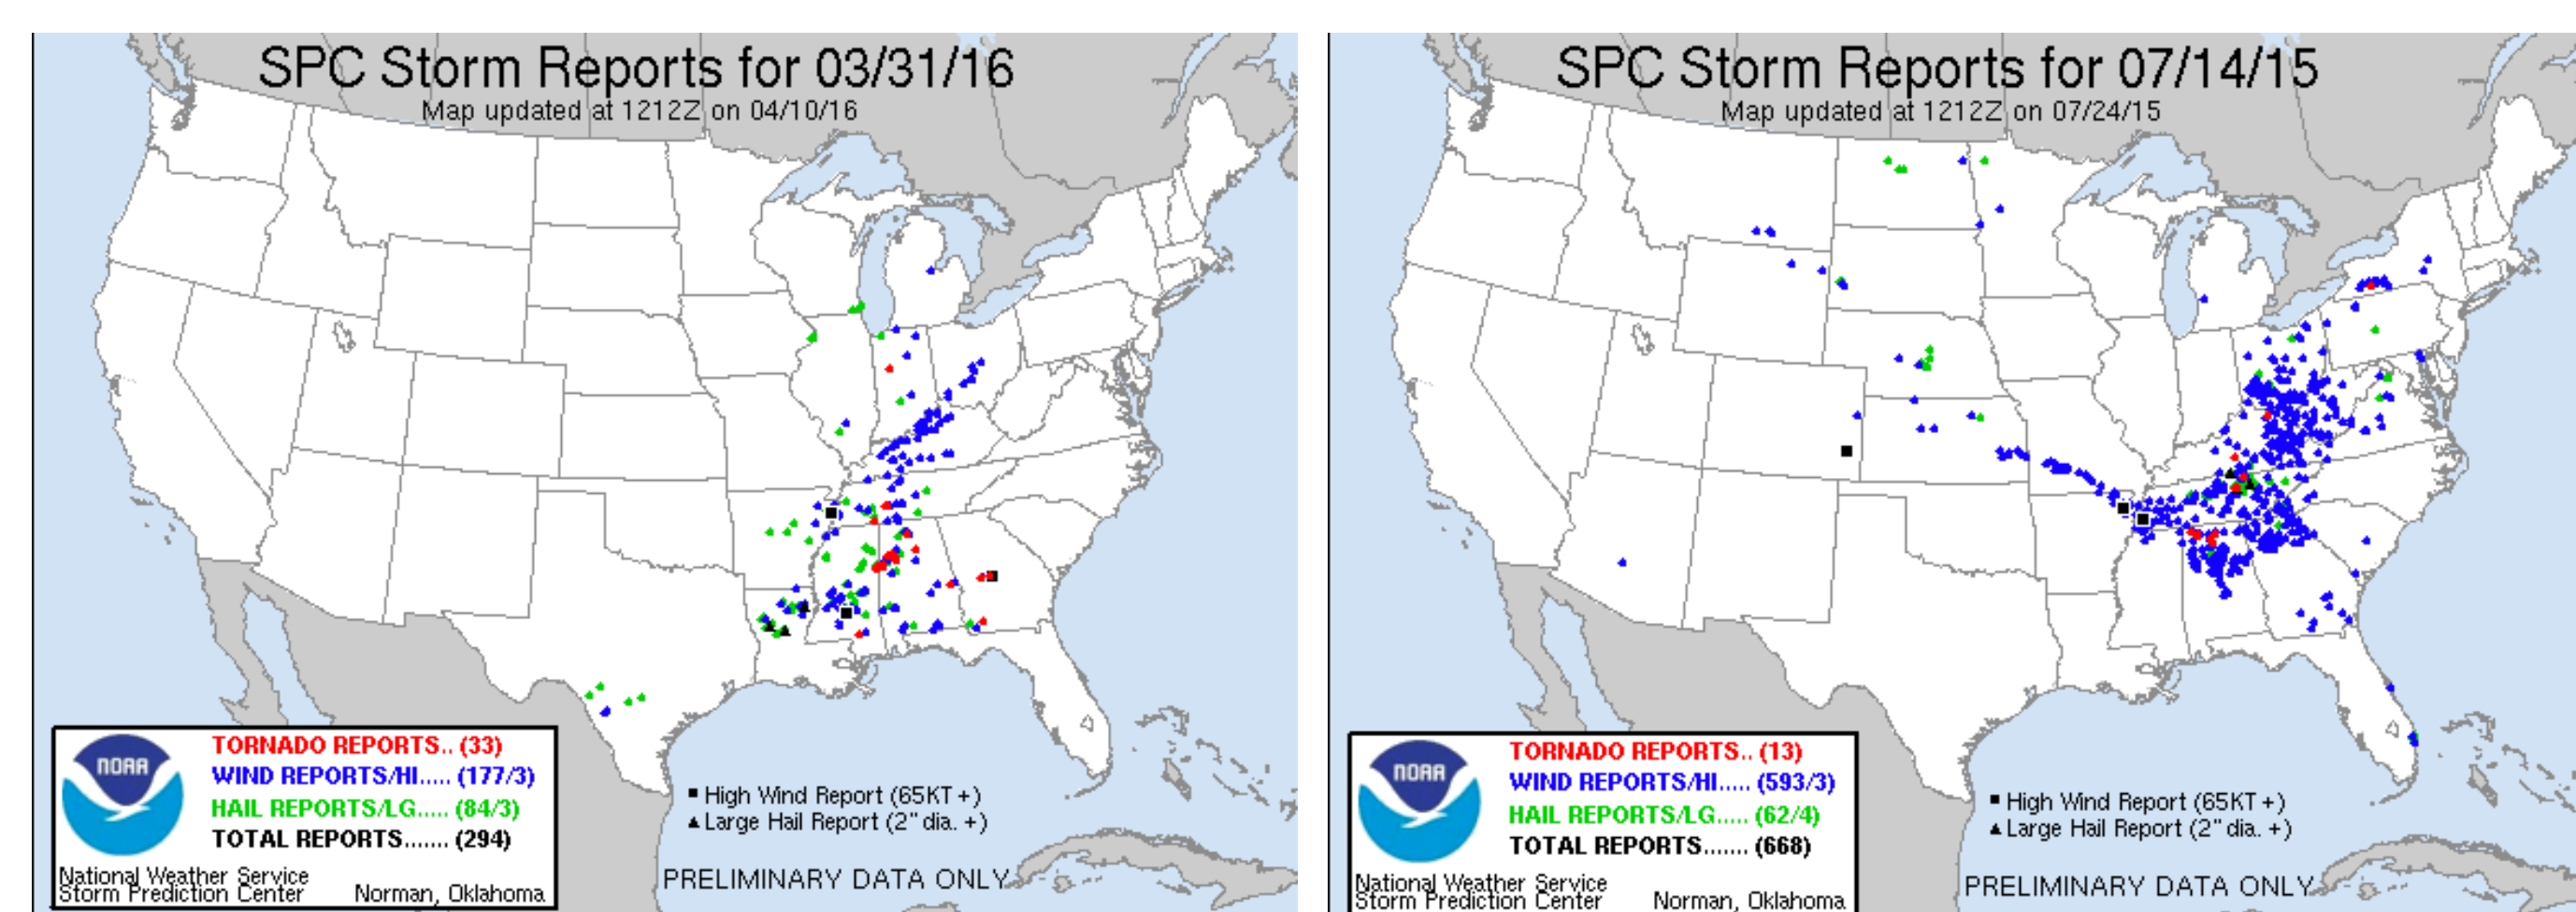 SPC Storm Reports for 03/31/16
Map updated at 1212Z on 04/10/16
NOAA
TORNADO REPORTS.. (33)
WIND REPORTS/HI..... (177/3)
HAIL REPORTS/LG..... (84/3)
TOTAL REPORTS....... (294)
National Weather Service
Storm Prediction Center Norman, Oklahoma
High Wind Report (65KT +)
Large Hail Report (2" dia. +)
PRELIMINARY DATA ONLY
SPC Storm Reports for 07/14/15
Map updated at 1212Z on 07/24/15
NOAA
TORNADO REPORTS.. (13)
WIND REPORTS/HI..... (593/3)
HAIL REPORTS/LG..... (62/4)
TOTAL REPORTS....... (668)
National Weather Service
Storm Prediction Center Norman, Oklahoma
High Wind Report (65KT +)
Large Hail Report (2" dia. +)
PRELIMINARY DATA ONLY